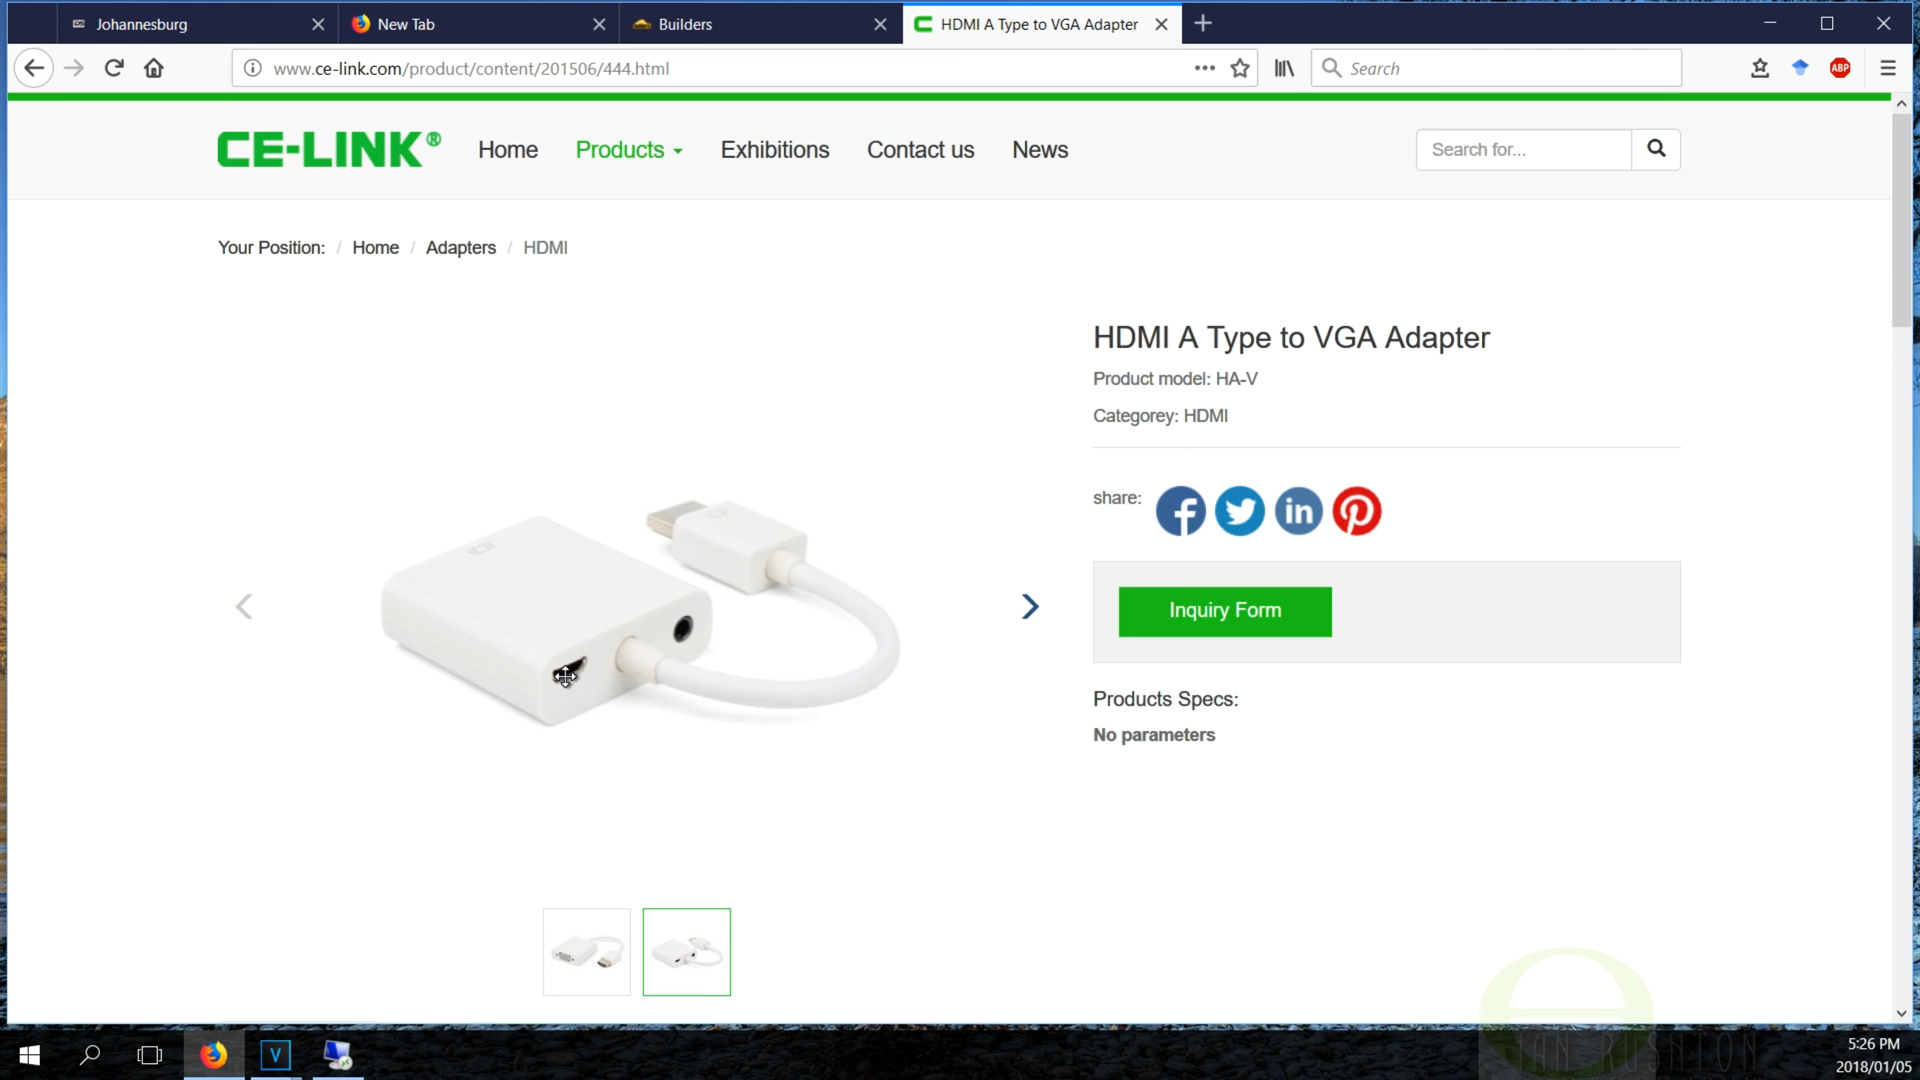 Johannesburg
New Tab
Builders
HDMI A Type to VGA Adapter
www.ce-link.com/product/content/201506/444.html
Search
ABP
CE-LINK®
Home
Products
Exhibitions
Contact us
News
Search for...
Your Position: / Home / Adapters / HDMI
HDMI A Type to VGA Adapter
Product model: HA-V
Categorey: HDMI
share:
Inquiry Form
Products Specs:
No parameters
IAN RUSHTON
5:26 PM
2018/01/05